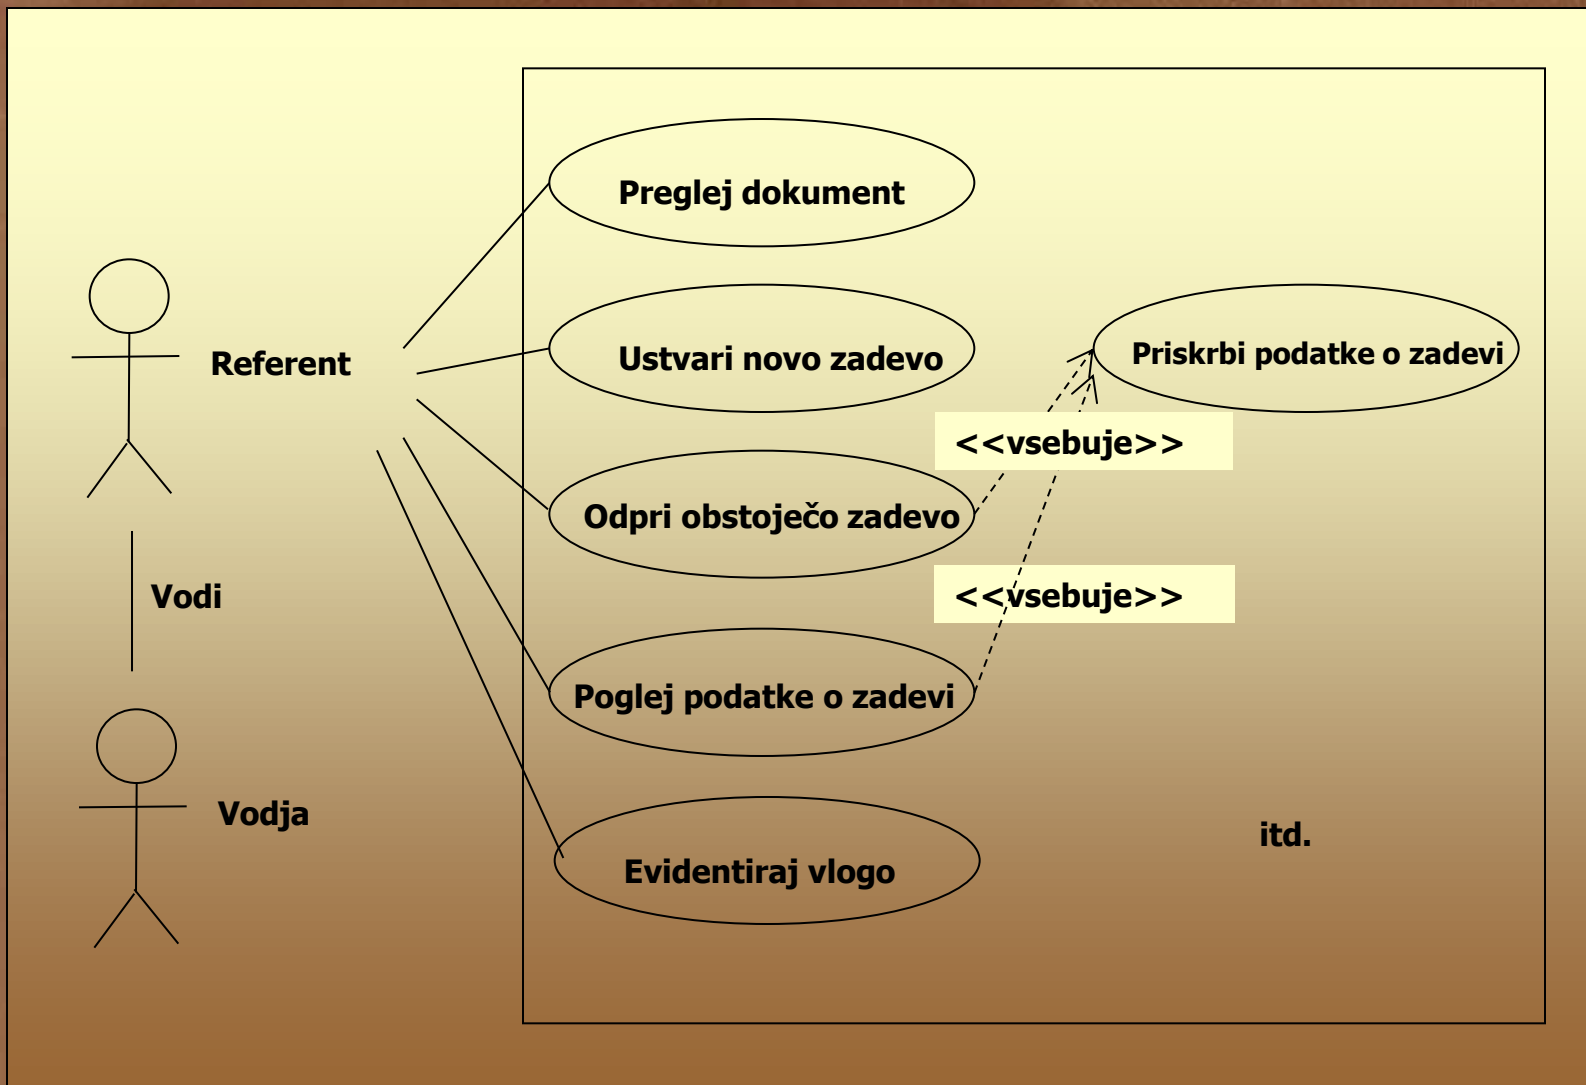 Preglej dokument
Referent
Ustvari novo zadevo
Priskrbi podatke o zadevi
<<vsebuje>>
Odpri obstoječo zadevo
Vodi
<<vsebuje>>
Poglej podatke o zadevi
Vodja
itd.
Evidentiraj vlogo